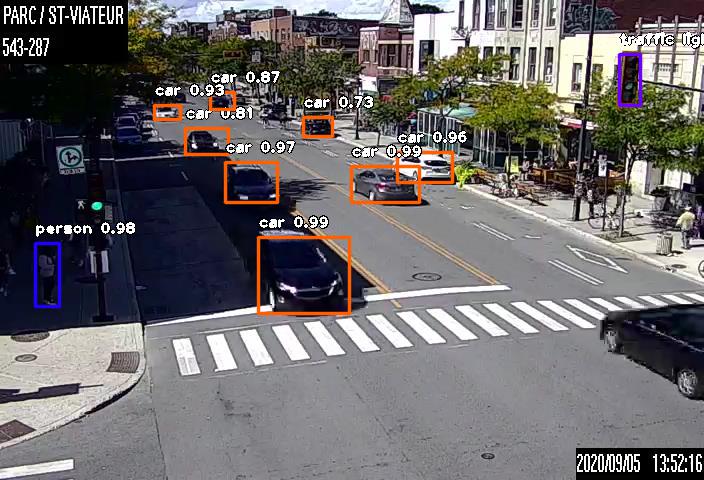 PARC / ST-VIATEUR
543-287
traffic ligh
car 0.87
car 0.93
car 0.73
car 0.81
car 0.96
car 0.97
car 0.99
car 0.99
person 0.98
2020/09/05 13:52:16